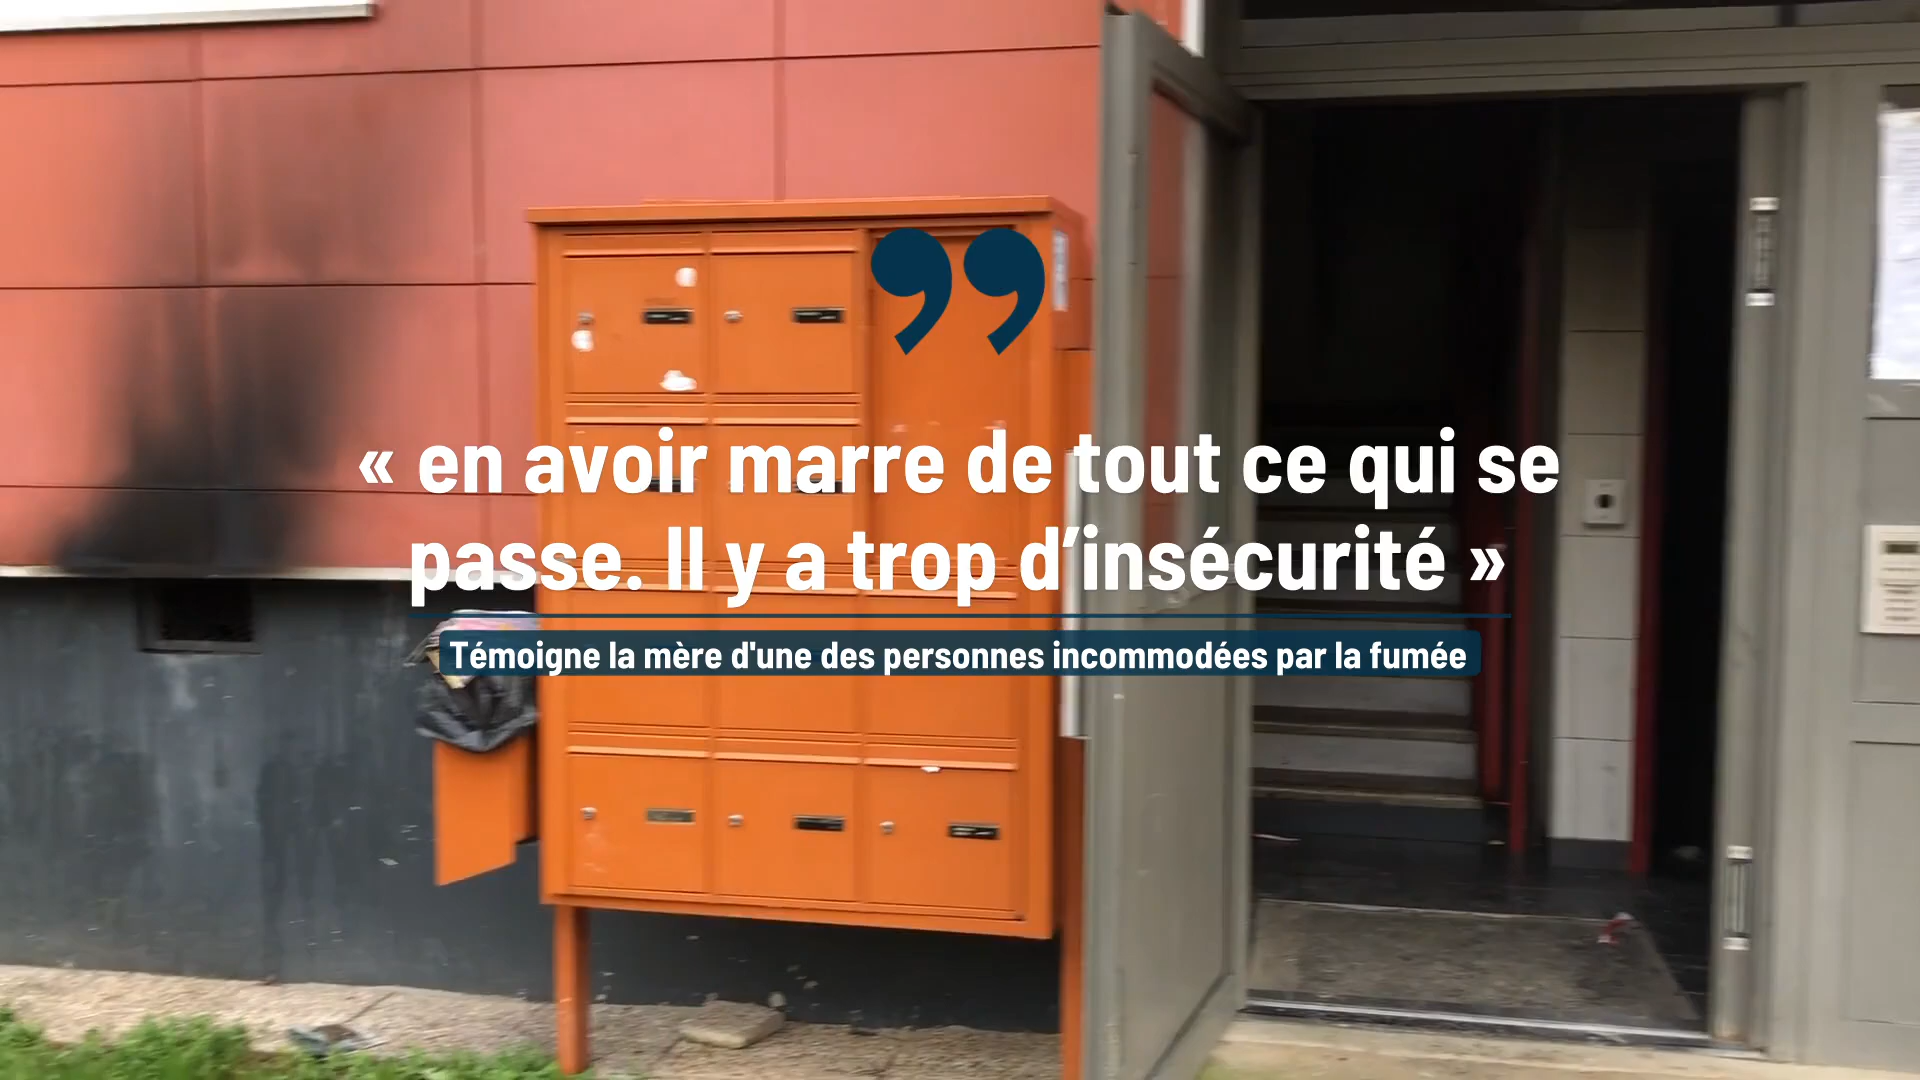 « en avoir marre de tout ce qui se
passe. Il y a trop d’insécurité »
Témoigne la mère d'une des personnes incommodées par la fumée